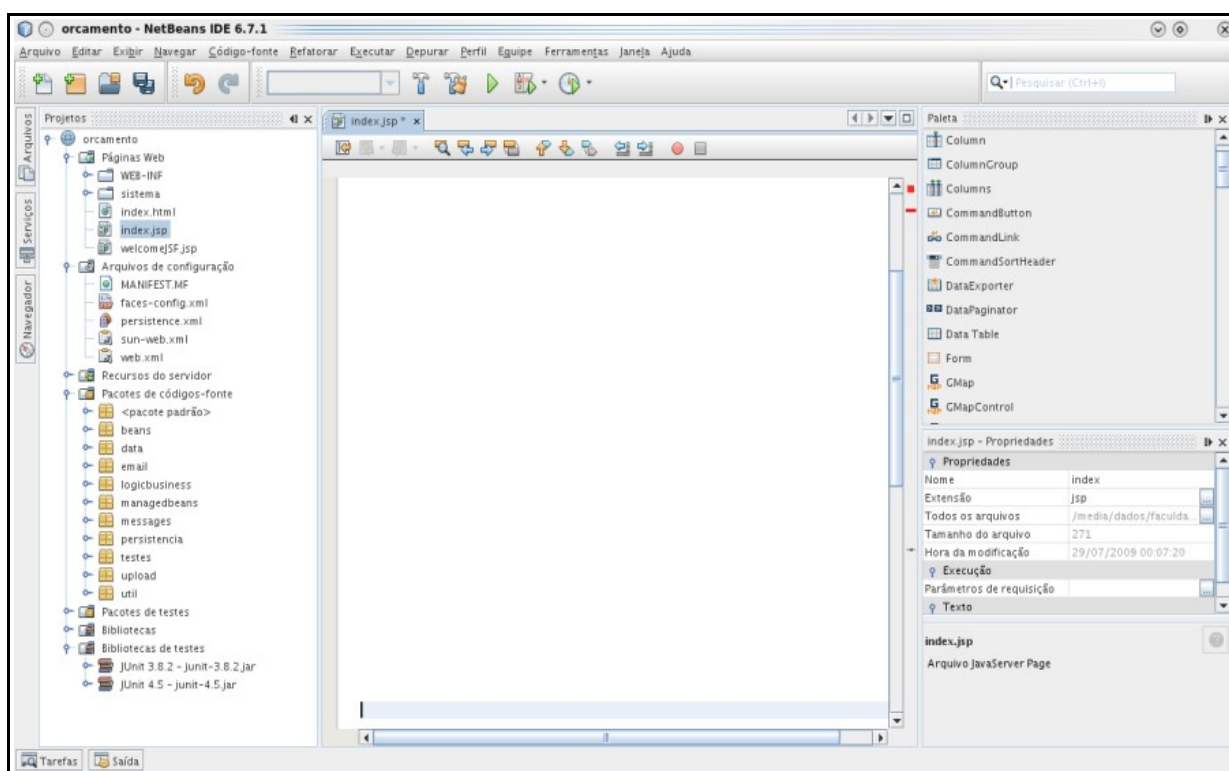 orcamento - NetBeans IDE 6.7.1
Arquivo Editar Exibir Navegar Código-fonte Refatorar Executar Depurar Perfil Equipe Ferramentas Janela Ajuda
Pesquisar (Ctrl+I)
Arquivos
Serviços
Navegador
Projetos
orcamento
Páginas Web
WEB-INF
sistema
index.html
index.jsp
welcomeJSF.jsp
Arquivos de configuração
MANIFEST.MF
faces-config.xml
persistence.xml
sun-web.xml
web.xml
Recursos do servidor
Pacotes de códigos-fonte
<pacote padrão>
beans
data
email
logicbusiness
managedbeans
messages
persistencia
testes
upload
util
Pacotes de testes
Bibliotecas
Bibliotecas de testes
JUnit 3.8.2 - junit-3.8.2.jar
JUnit 4.5 - junit-4.5.jar
index.jsp *
Paleta
Column
ColumnGroup
Columns
CommandButton
CommandLink
CommandSortHeader
DataExporter
DataPaginator
Data Table
Form
GMap
GMapControl
index.jsp - Propriedades
Propriedades
Nome index
Extensão jsp
Todos os arquivos /media/dados/faculda...
Tamanho do arquivo 271
Hora da modificação 29/07/2009 00:07:20
Execução
Parâmetros de requisição
Texto
index.jsp
Arquivo JavaServer Page
Tarefas Saída